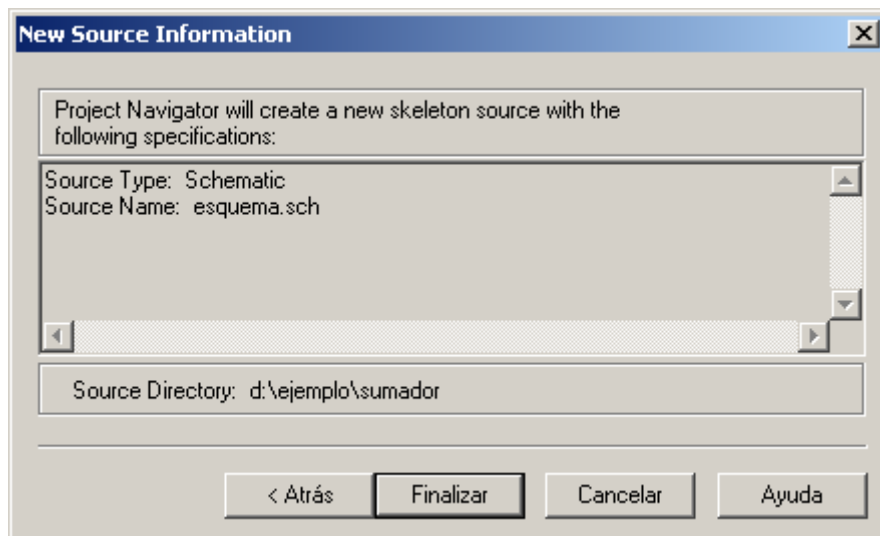 New Source Information
Project Navigator will create a new skeleton source with the
following specifications:
Source Type: Schematic
Source Name: esquema.sch
Source Directory: d:\ejemplo\sumador
< Atrás
Finalizar
Cancelar
Ayuda